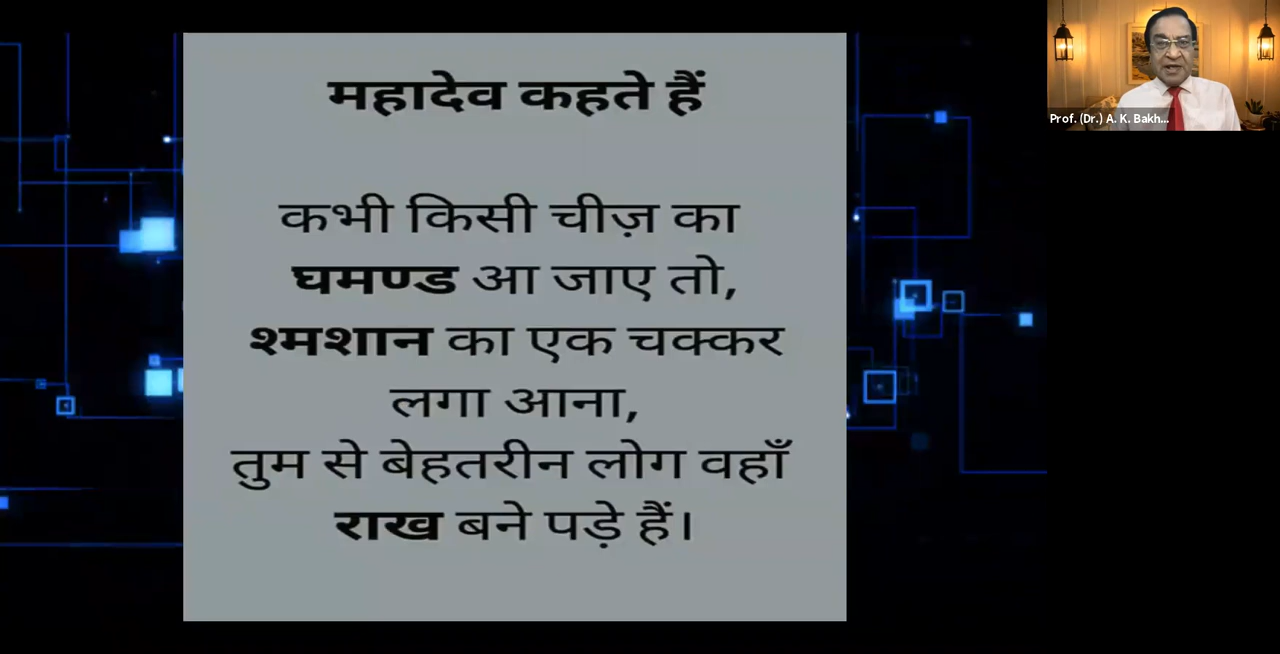 महादेव कहते हैं
कभी किसी चीज़ का
घमण्ड आ जाए तो,
श्मशान का एक चक्कर
लगा आना,
तुम से बेहतरीन लोग वहाँ
राख बने पड़े हैं।
Prof. (Dr.) A. K. Bakh...